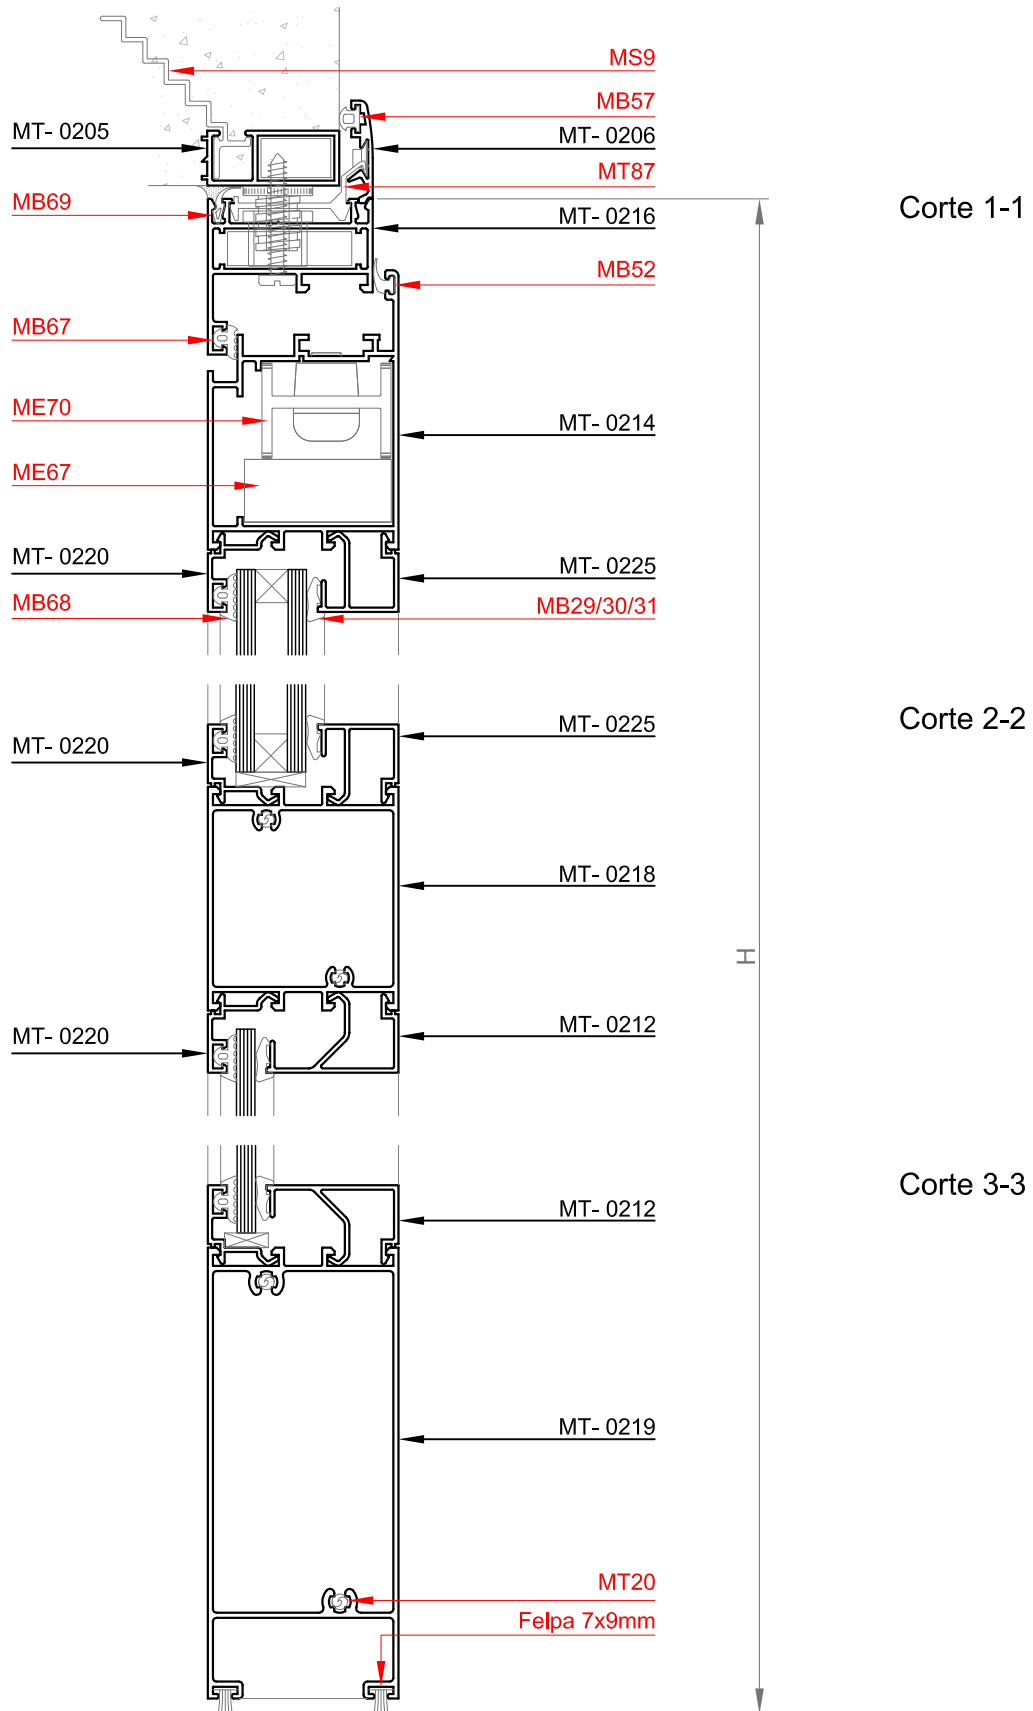 MS9
MB57
MT- 0205
MT- 0206
MT87
MB69
MT- 0216
Corte 1-1
MB52
MB67
ME70
MT- 0214
ME67
MT- 0220
MT- 0225
MB68
MB29/30/31
Corte 2-2
MT- 0225
MT- 0220
MT- 0218
H
MT- 0220
MT- 0212
Corte 3-3
MT- 0212
MT- 0219
MT20
Felpa 7x9mm